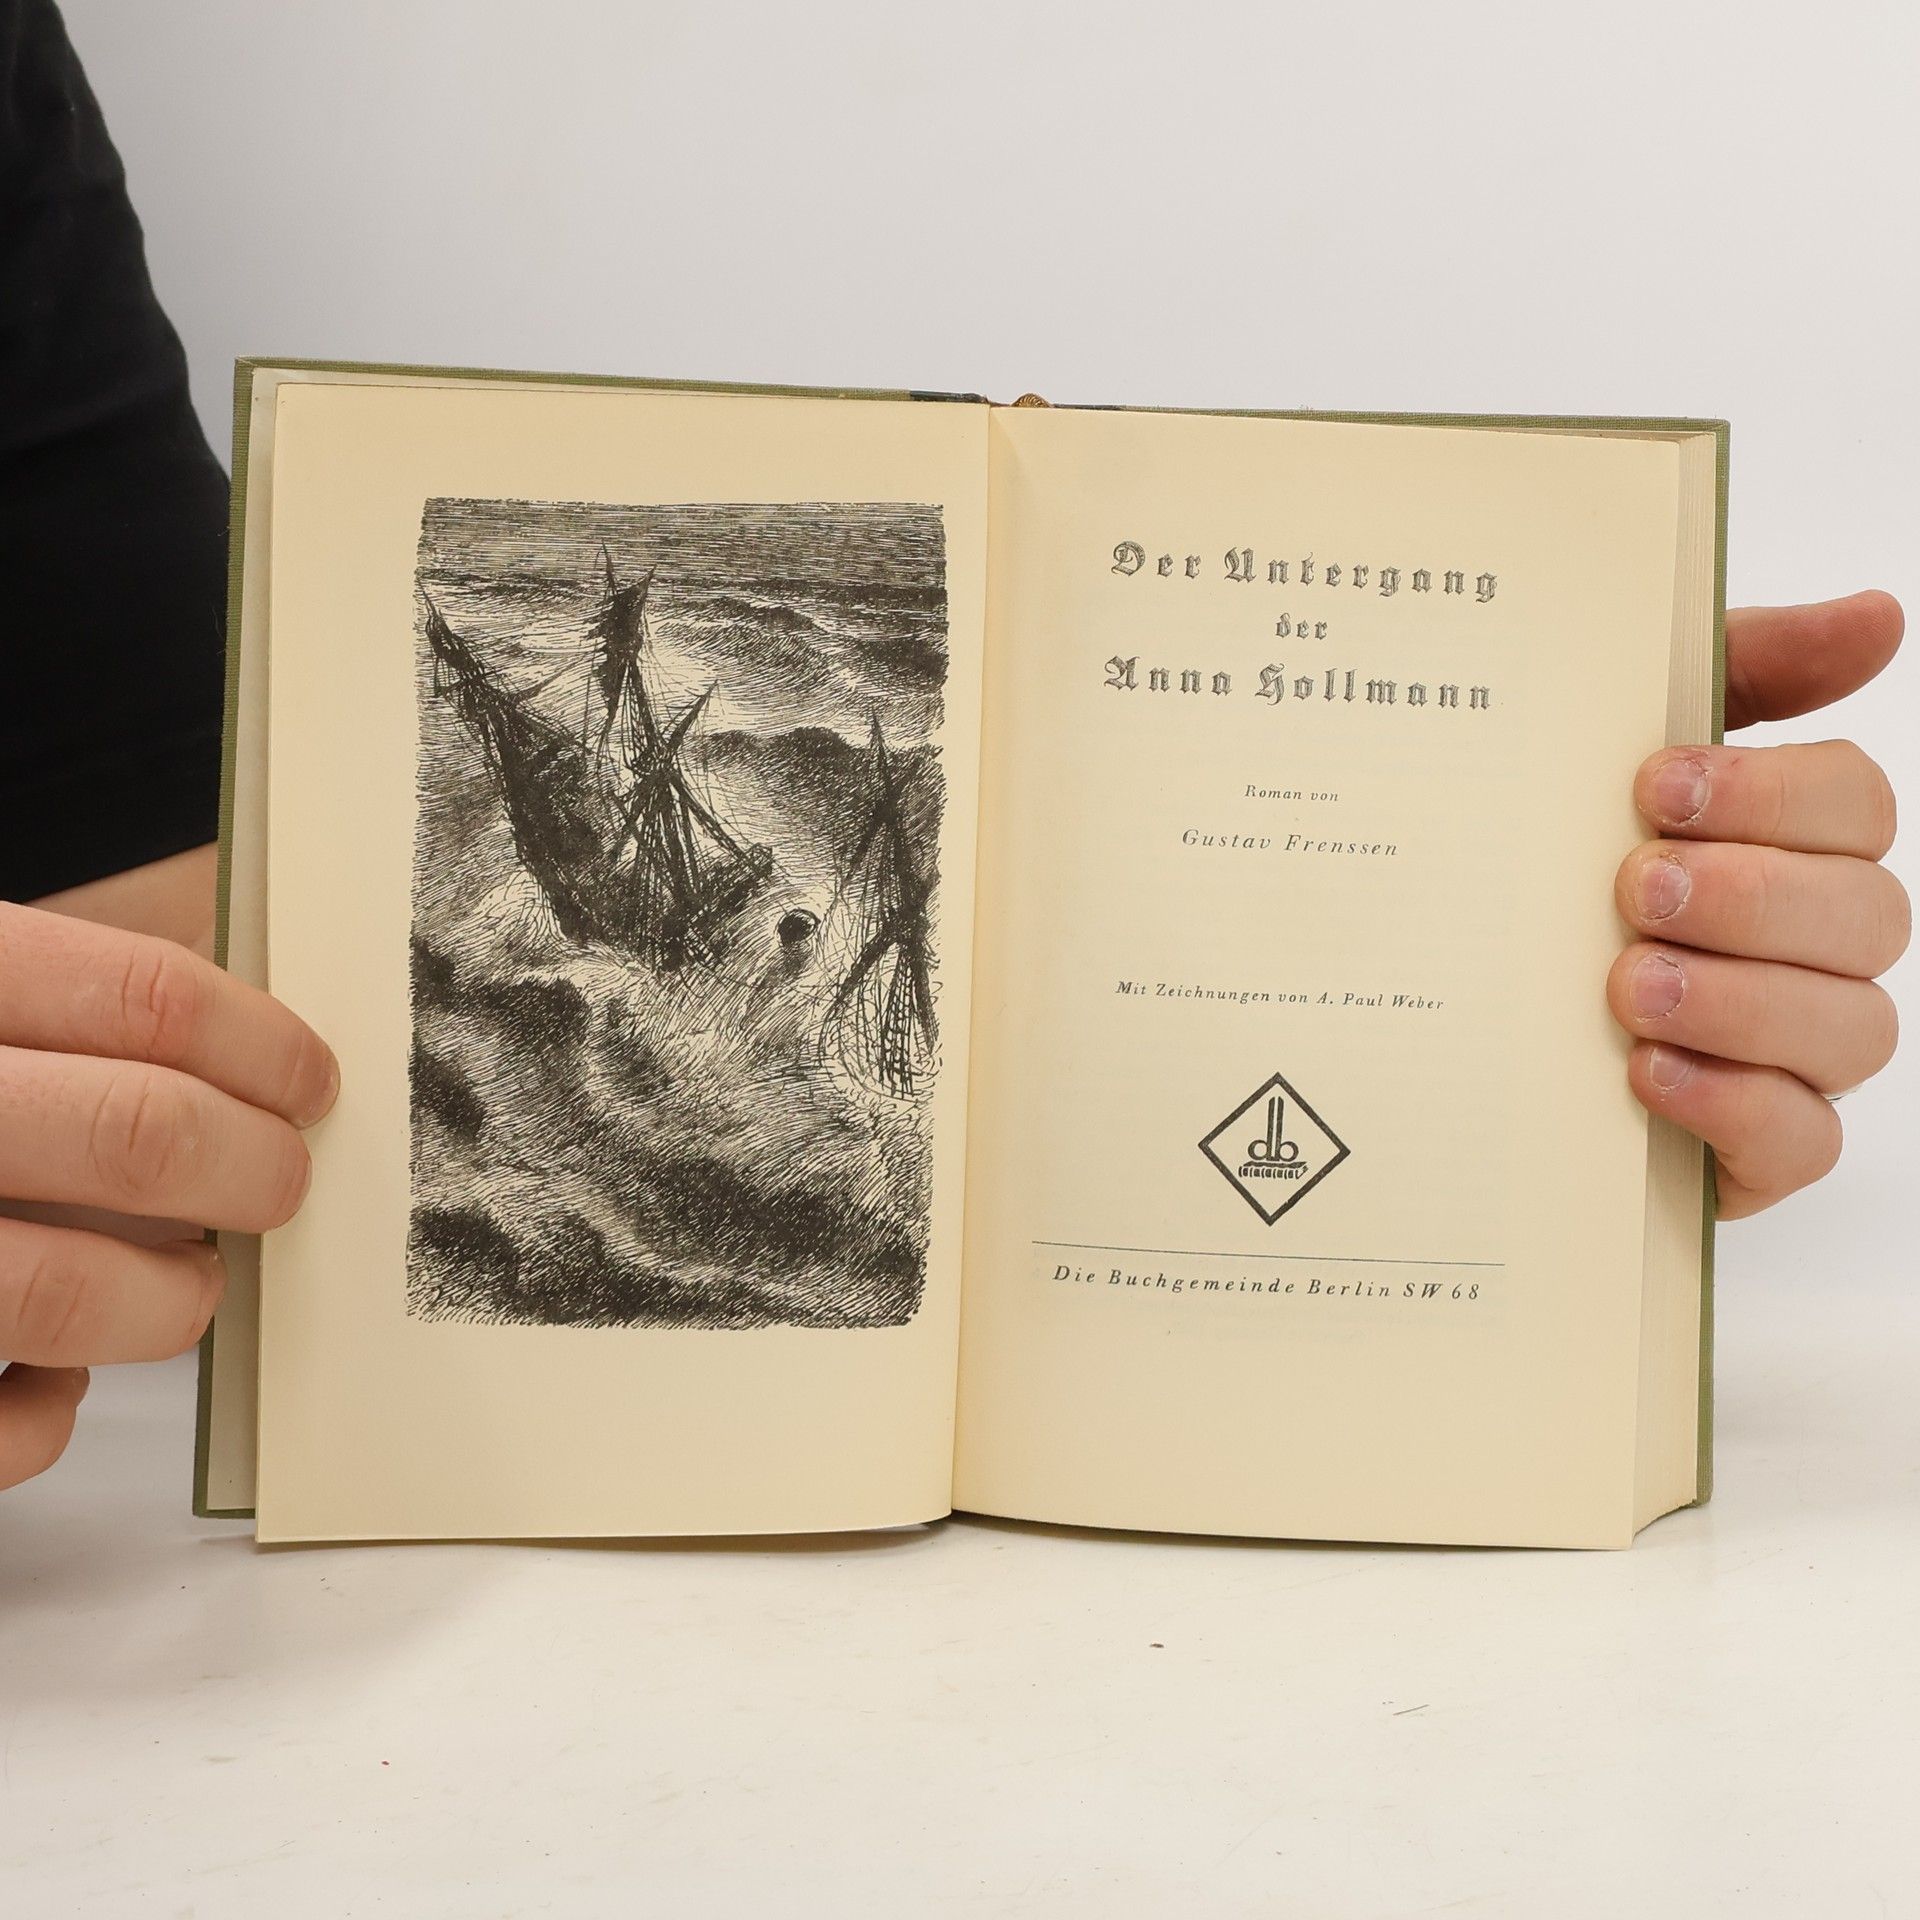 Der Untergang
der
Anna Hollmann
Roman von
Gustav Frenssen
Mit Zeichnungen von A. Paul Weber
db
Die Buchgemeinde Berlin SW 68